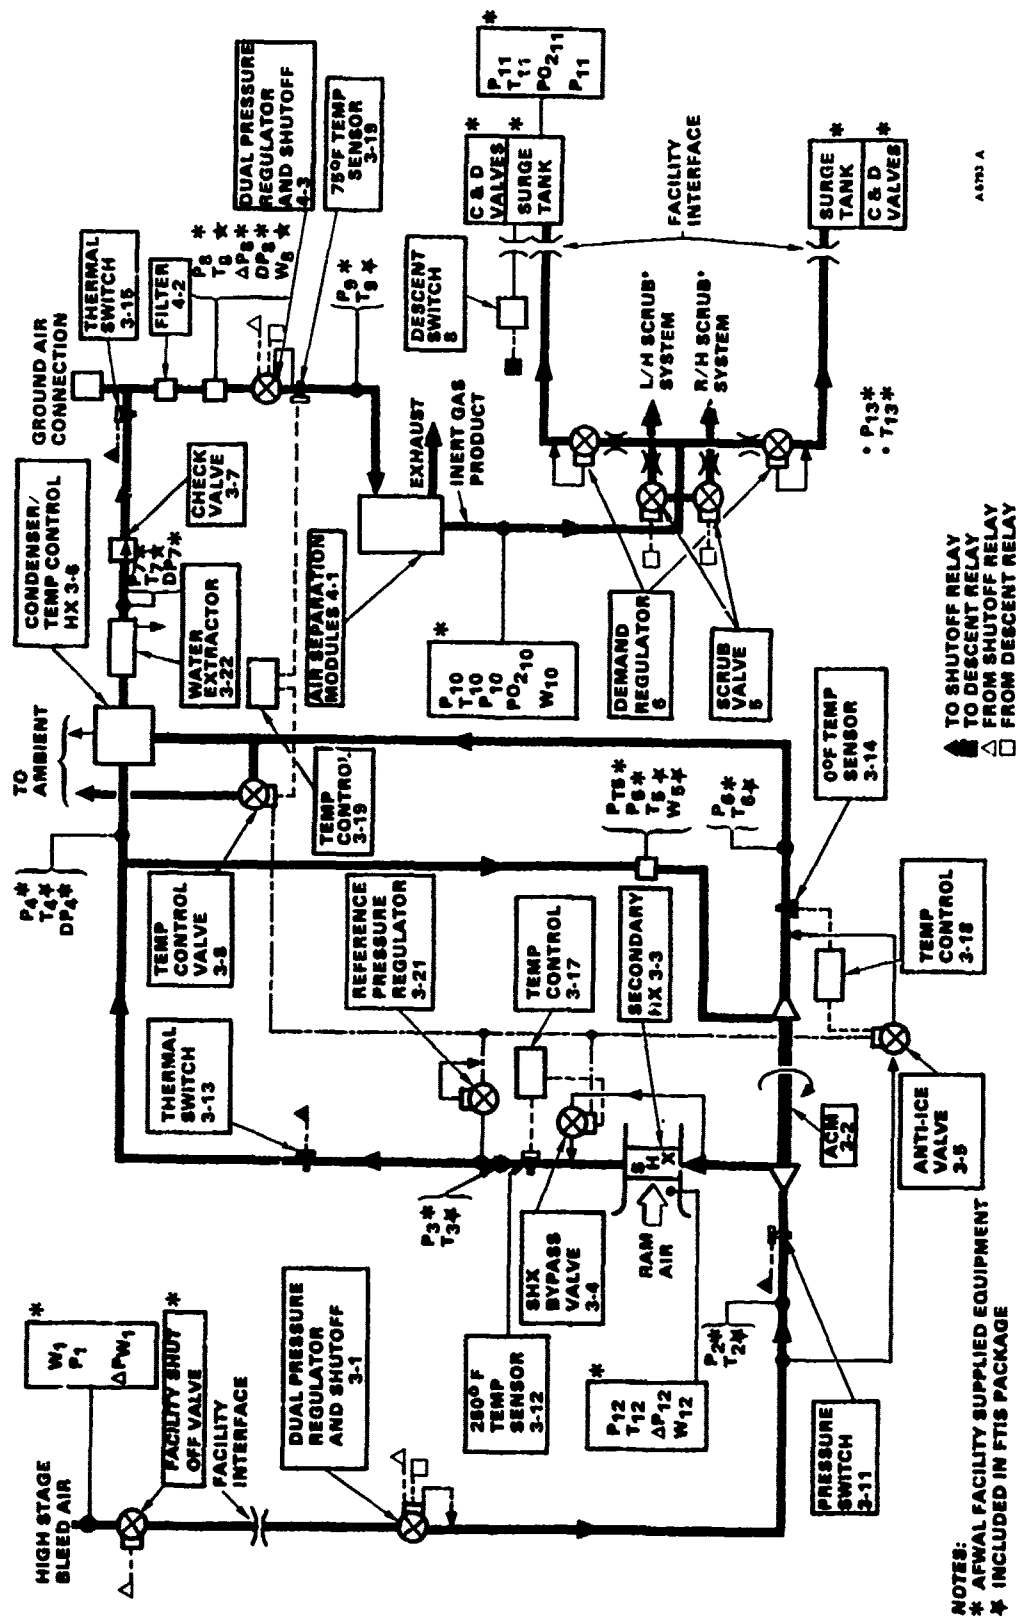 HIGH STAGE
BLEED AIR
W1
P1
ΔPW1
*
FACILITY SHUT
OFF VALVE
*
FACILITY
INTERFACE
DUAL PRESSURE
REGULATOR
AND SHUTOFF
3-1
250°F
TEMP
SENSOR
3-12
P12
T12
ΔP12
W12
*
PRESSURE
SWITCH
3-11
P2*
T2*
P3*
T3*
SHX
BYPASS
VALVE
3-4
RAM
AIR
SHX
THERMAL
SWITCH
3-13
REFERENCE
PRESSURE
REGULATOR
3-21
TEMP
CONTROL
3-17
SECONDARY
HX 3-3
ACM
3-2
ANTI-ICE
VALVE
3-5
TEMP
CONTROL
3-18
0°F TEMP
SENSOR
3-14
P4*
T4*
DP4*
TEMP
CONTROL
VALVE
3-8
TEMP
CONTROL
3-19
PT5*
P5*
T5*
W5*
P6*
T6*
TO
AMBIENT
CONDENSER/
TEMP CONTROL
HX 3-6
WATER
EXTRACTOR
3-22
P7*
T7*
DP7*
CHECK
VALVE
3-7
GROUND AIR
CONNECTION
THERMAL
SWITCH
3-15
FILTER
4-2
P8*
T8*
ΔP8*
DP8*
W8*
DUAL PRESSURE
REGULATOR
AND SHUTOFF
4-3
75°F TEMP
SENSOR
3-19
P9*
T9*
AIR SEPARATION
MODULES 4-1
EXHAUST
INERT GAS
PRODUCT
P10
T10
P10
PO210
W10
*
DEMAND
REGULATOR
6
SCRUB
VALVE
5
DESCENT
SWITCH
8
C & D
VALVES
*
SURGE
TANK
*
P11
T11
PO211
P11
*
FACILITY
INTERFACE
L/H SCRUB*
SYSTEM
R/H SCRUB*
SYSTEM
SURGE
TANK
*
C & D
VALVES
*
• P13*
• T13*
A6793 A
▲ TO SHUTOFF RELAY
■ TO DESCENT RELAY
△ FROM SHUTOFF RELAY
□ FROM DESCENT RELAY
NOTES:
* AFWAL FACILITY SUPPLIED EQUIPMENT
★ INCLUDED IN FTIS PACKAGE